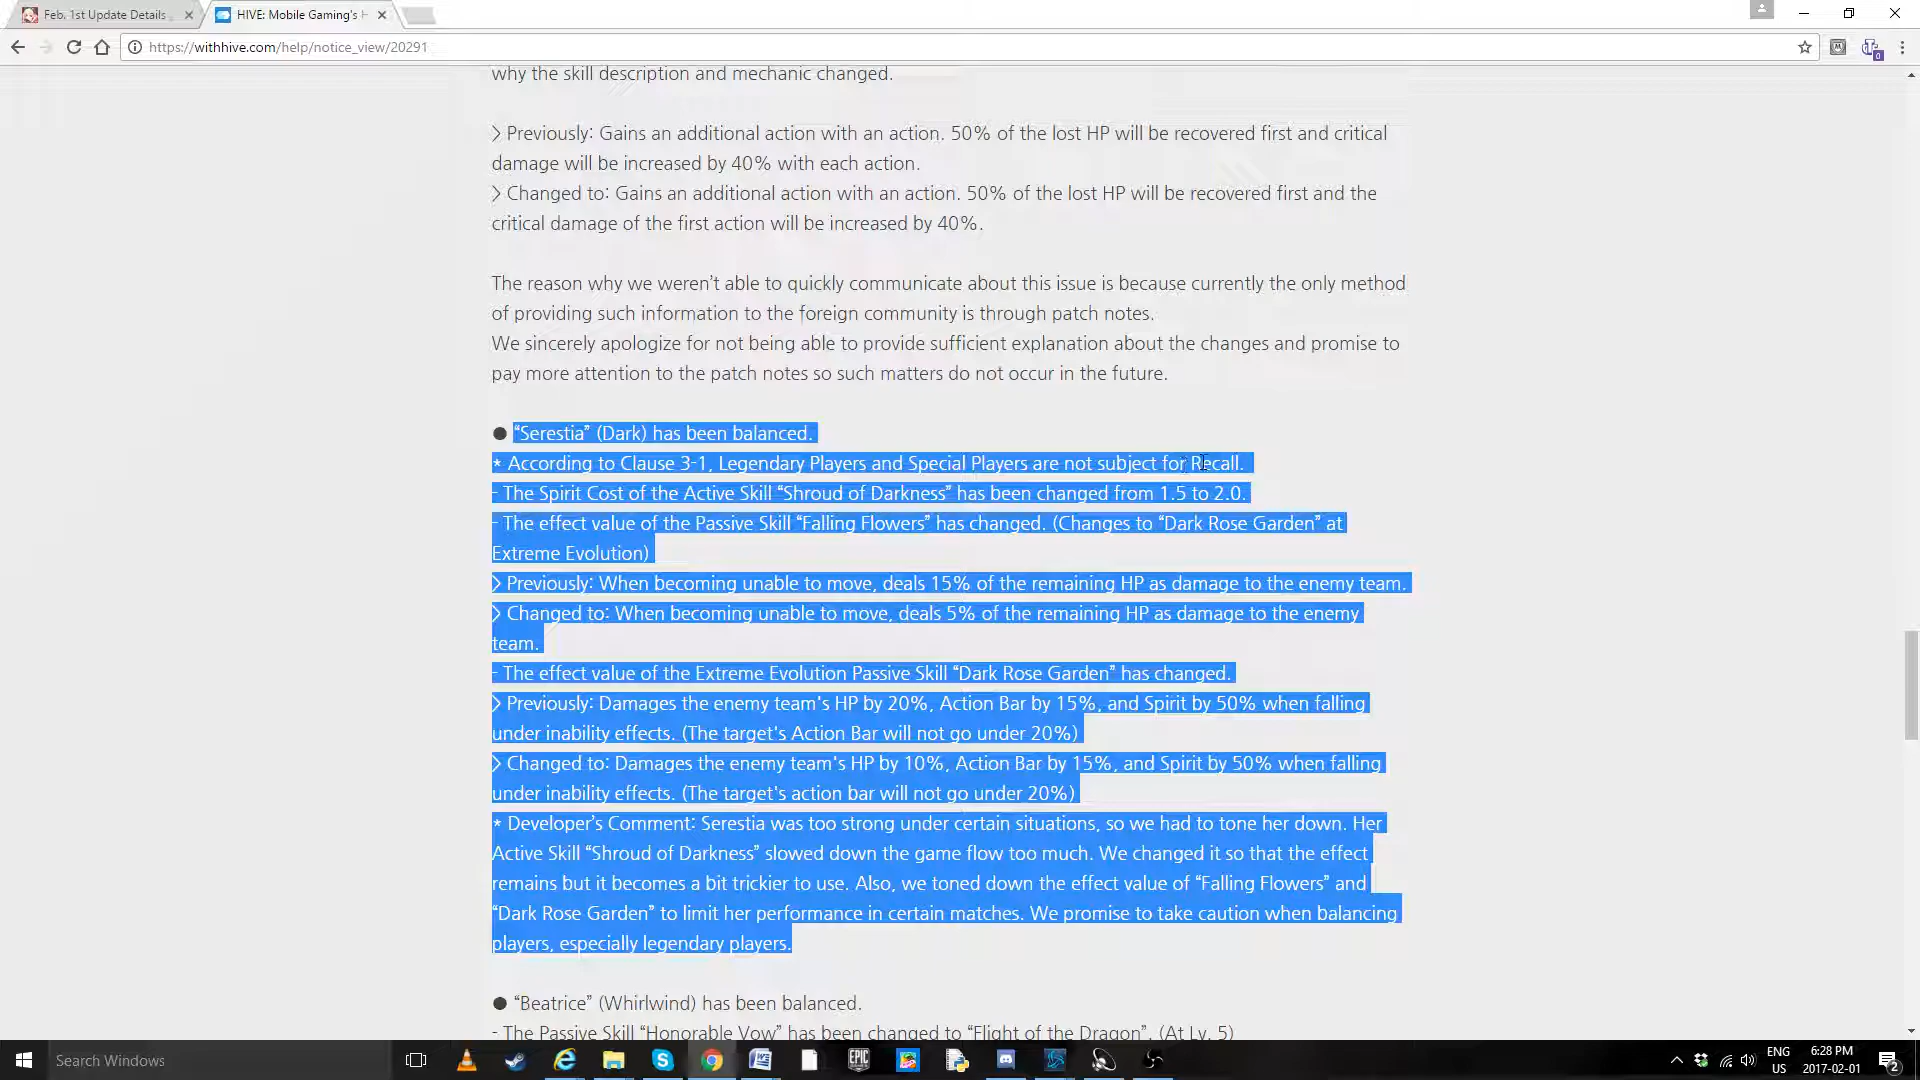 Feb. 1st Update Details
HIVE: Mobile Gaming's H
https://withhive.com/help/notice_view/20291
why the skill description and mechanic changed.
> Previously: Gains an additional action with an action. 50% of the lost HP will be recovered first and critical
damage will be increased by 40% with each action.
> Changed to: Gains an additional action with an action. 50% of the lost HP will be recovered first and the
critical damage of the first action will be increased by 40%.
The reason why we weren’t able to quickly communicate about this issue is because currently the only method
of providing such information to the foreign community is through patch notes.
We sincerely apologize for not being able to provide sufficient explanation about the changes and promise to
pay more attention to the patch notes so such matters do not occur in the future.
● “Serestia” (Dark) has been balanced.
* According to Clause 3-1, Legendary Players and Special Players are not subject for Recall.
- The Spirit Cost of the Active Skill “Shroud of Darkness” has been changed from 1.5 to 2.0.
- The effect value of the Passive Skill “Falling Flowers” has changed. (Changes to “Dark Rose Garden” at
Extreme Evolution)
> Previously: When becoming unable to move, deals 15% of the remaining HP as damage to the enemy team.
> Changed to: When becoming unable to move, deals 5% of the remaining HP as damage to the enemy
team.
- The effect value of the Extreme Evolution Passive Skill “Dark Rose Garden” has changed.
> Previously: Damages the enemy team's HP by 20%, Action Bar by 15%, and Spirit by 50% when falling
under inability effects. (The target's Action Bar will not go under 20%)
> Changed to: Damages the enemy team's HP by 10%, Action Bar by 15%, and Spirit by 50% when falling
under inability effects. (The target's action bar will not go under 20%)
* Developer’s Comment: Serestia was too strong under certain situations, so we had to tone her down. Her
Active Skill “Shroud of Darkness” slowed down the game flow too much. We changed it so that the effect
remains but it becomes a bit trickier to use. Also, we toned down the effect value of “Falling Flowers” and
“Dark Rose Garden” to limit her performance in certain matches. We promise to take caution when balancing
players, especially legendary players.
● “Beatrice” (Whirlwind) has been balanced.
- The Passive Skill “Honorable Vow” has been changed to “Flight of the Dragon”. (At Lv. 5)
Search Windows
EPIC
ENG
US
6:28 PM
2017-02-01
2